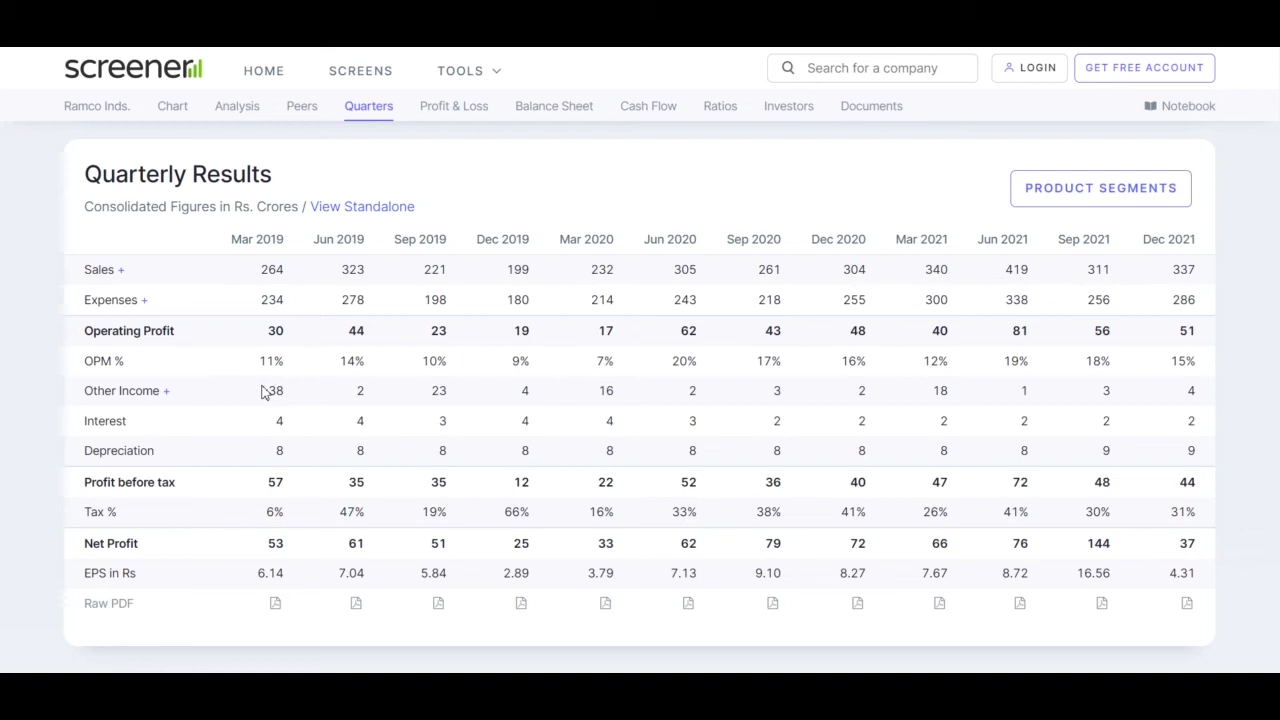 screener HOME SCREENS TOOLS Search for a company LOGIN GET FREE ACCOUNT
Ramco Inds. Chart Analysis Peers Quarters Profit & Loss Balance Sheet Cash Flow Ratios Investors Documents Notebook
Quarterly Results
PRODUCT SEGMENTS
Consolidated Figures in Rs. Crores / View Standalone
Mar 2019 Jun 2019 Sep 2019 Dec 2019 Mar 2020 Jun 2020 Sep 2020 Dec 2020 Mar 2021 Jun 2021 Sep 2021 Dec 2021
Sales + 264 323 221 199 232 305 261 304 340 419 311 337
Expenses + 234 278 198 180 214 243 218 255 300 338 256 286
Operating Profit 30 44 23 19 17 62 43 48 40 81 56 51
OPM % 11% 14% 10% 9% 7% 20% 17% 16% 12% 19% 18% 15%
Other Income + 38 2 23 4 16 2 3 2 18 1 3 4
Interest 4 4 3 4 4 3 2 2 2 2 2 2
Depreciation 8 8 8 8 8 8 8 8 8 8 9 9
Profit before tax 57 35 35 12 22 52 36 40 47 72 48 44
Tax % 6% 47% 19% 66% 16% 33% 38% 41% 26% 41% 30% 31%
Net Profit 53 61 51 25 33 62 79 72 66 76 144 37
EPS in Rs 6.14 7.04 5.84 2.89 3.79 7.13 9.10 8.27 7.67 8.72 16.56 4.31
Raw PDF